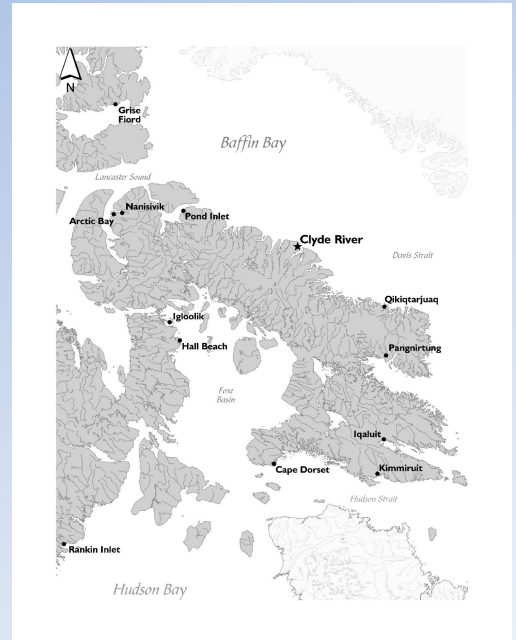 N
Grise
Fiord
Baffin Bay
Lancaster Sound
Nanisivik
Arctic Bay
Pond Inlet
Clyde River
Davis Strait
Qikiqtarjuaq
Igloolik
Hall Beach
Pangnirtung
Foxe
Basin
Iqaluit
Cape Dorset
Kimmiruit
Hudson Strait
Rankin Inlet
Hudson Bay